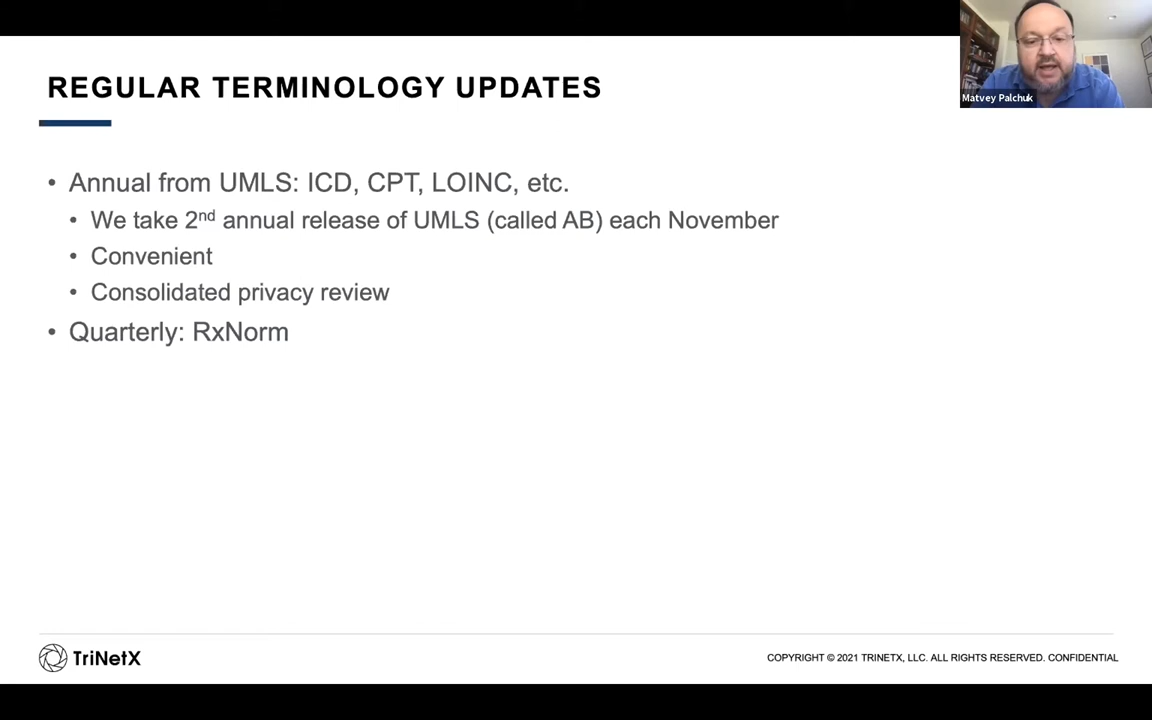 Matvey Palchuk
REGULAR TERMINOLOGY UPDATES
• Annual from UMLS: ICD, CPT, LOINC, etc.
• We take 2nd annual release of UMLS (called AB) each November
• Convenient
• Consolidated privacy review
• Quarterly: RxNorm
TriNetX
COPYRIGHT © 2021 TRINETX, LLC. ALL RIGHTS RESERVED. CONFIDENTIAL